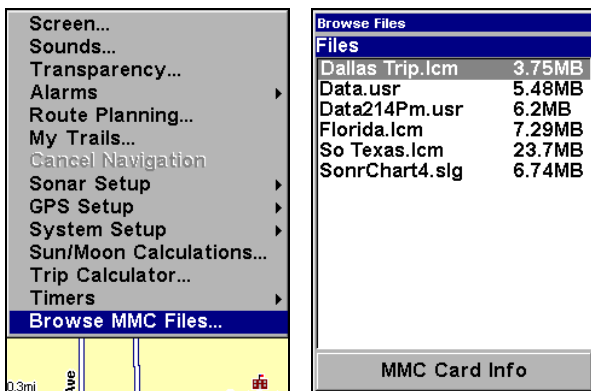 Screen...
Sounds...
Transparency...
Alarms
Route Planning...
My Trails...
Cancel Navigation
Sonar Setup
GPS Setup
System Setup
Sun/Moon Calculations...
Trip Calculator...
Timers
Browse MMC Files...
0.3mi
Ave
Browse Files
Files
Dallas Trip.lcm 3.75MB
Data.usr 5.48MB
Data214Pm.usr 6.2MB
Florida.lcm 7.29MB
So Texas.lcm 23.7MB
SonrChart4.slg 6.74MB
MMC Card Info